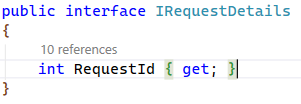 public interface IRequestDetails
{
10 references
int RequestId { get; }
}